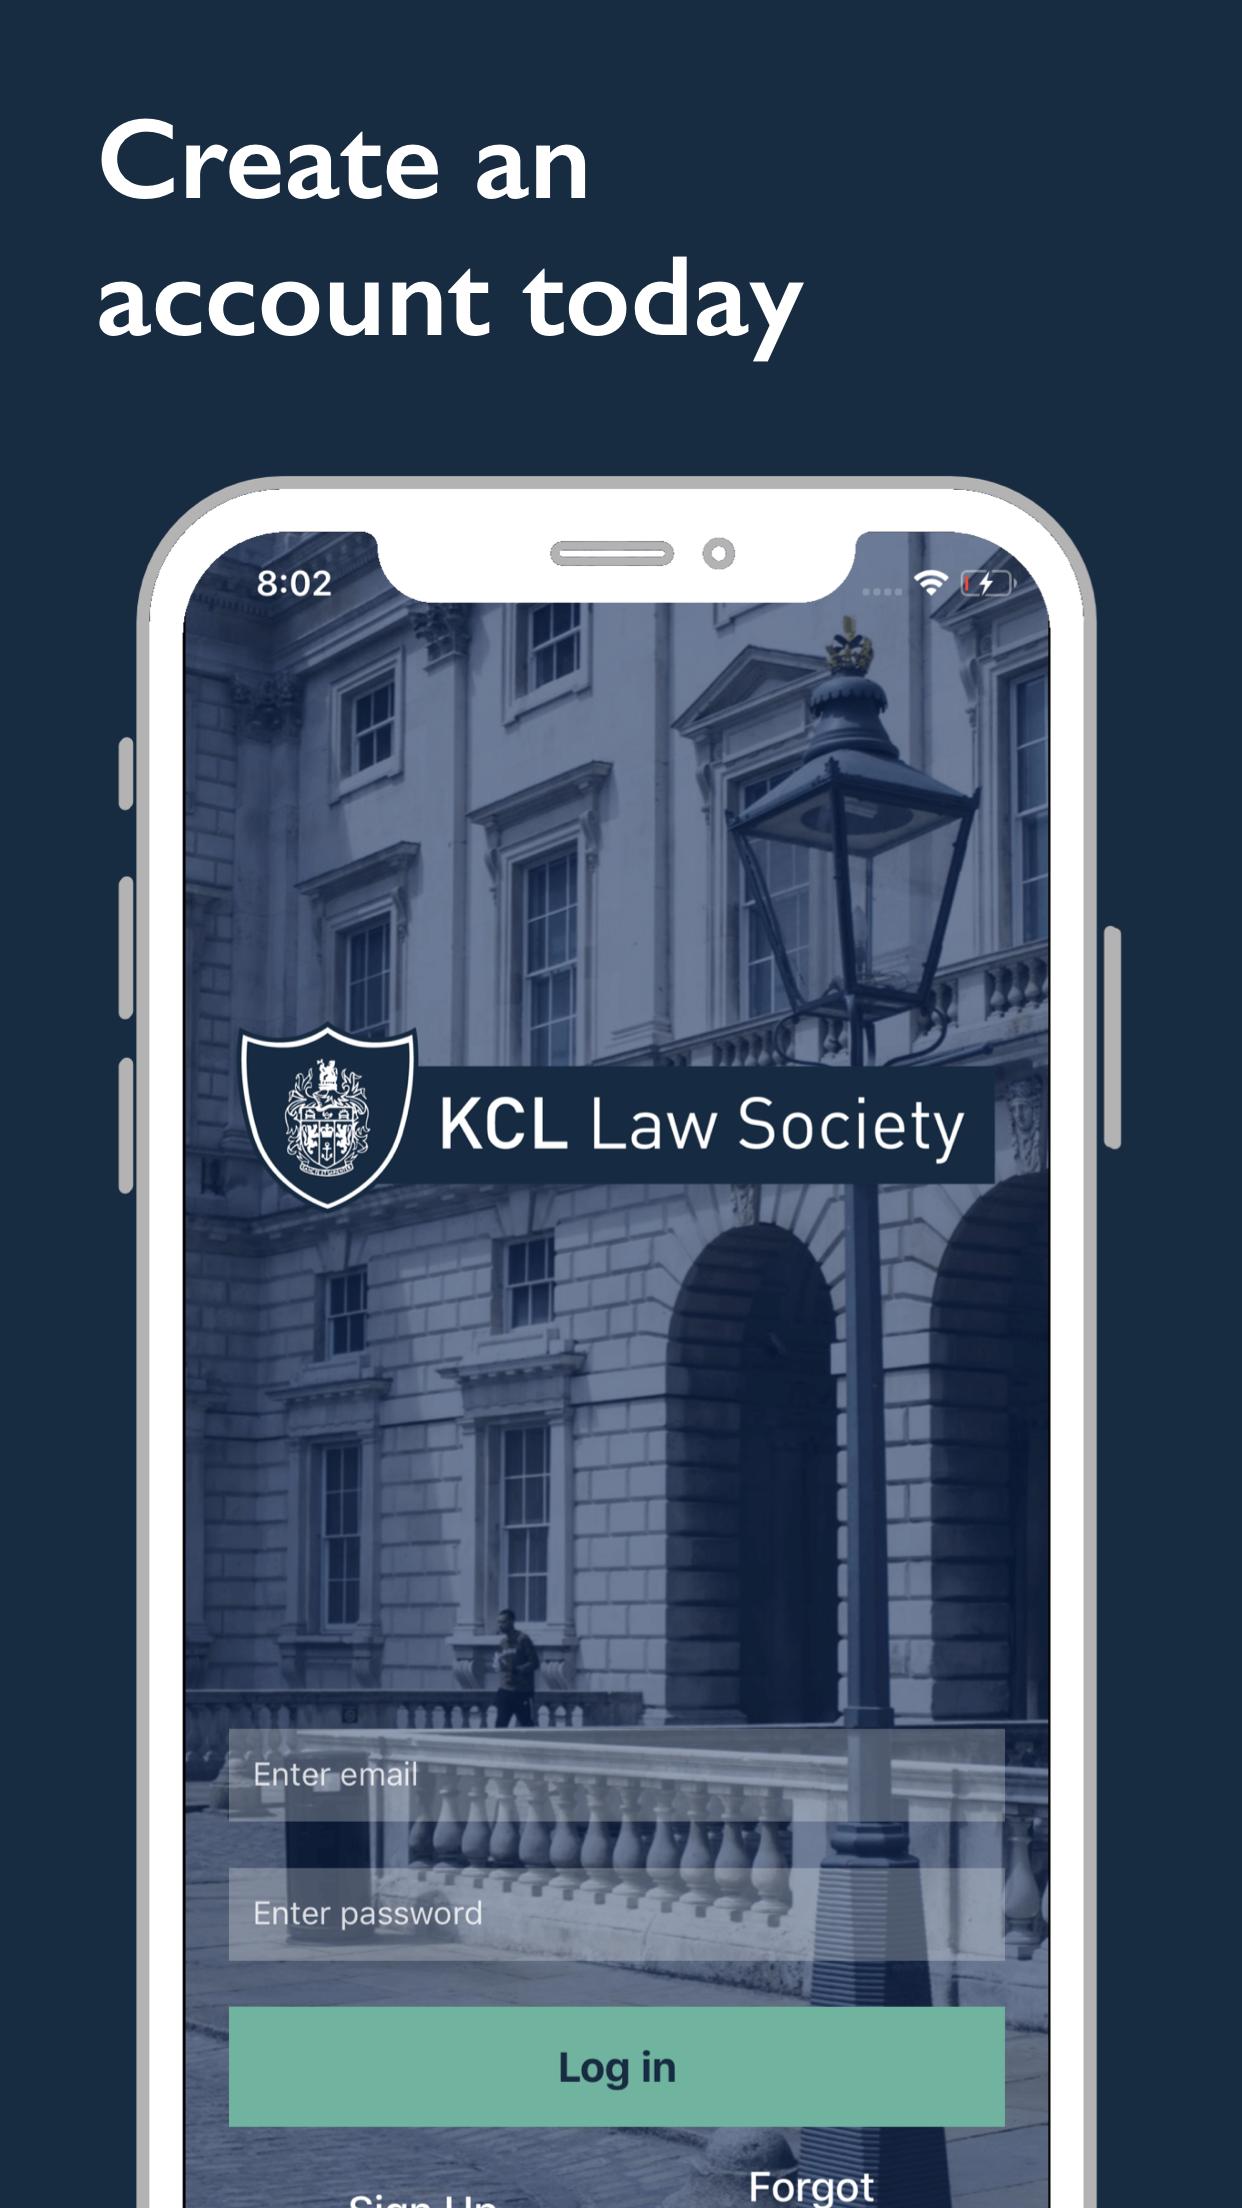 Create an
account today
8:02
KCL Law Society
Enter email
Enter password
Log in
Forgot
Sign Up